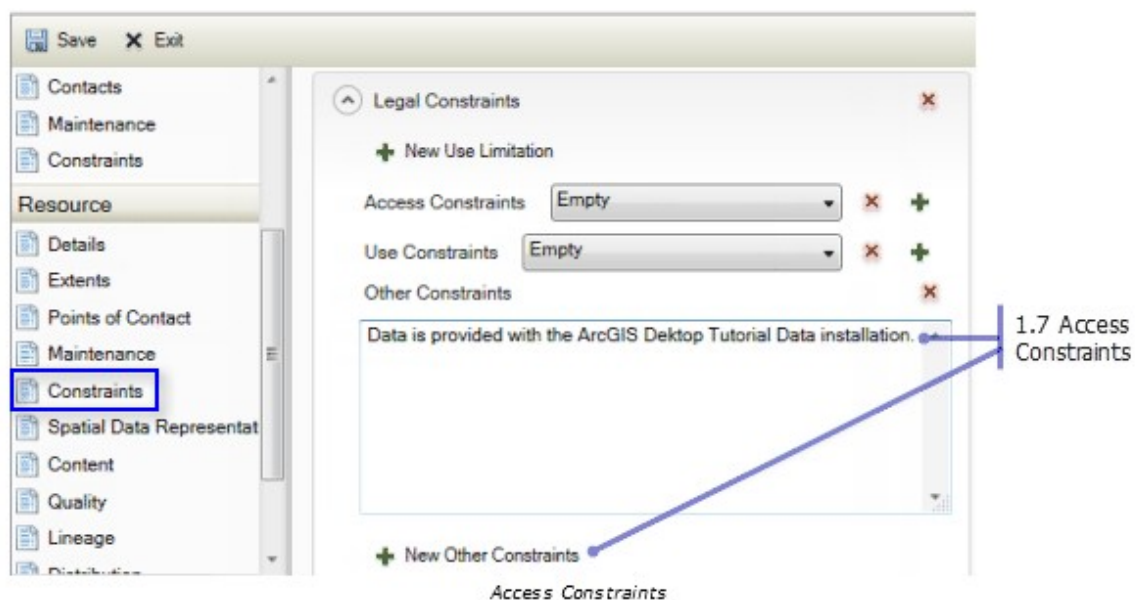 Save Exit
Contacts
Maintenance
Constraints
Resource
Details
Extents
Points of Contact
Maintenance
Constraints
Spatial Data Representat
Content
Quality
Lineage
Distribution
Legal Constraints
New Use Limitation
Access Constraints Empty
Use Constraints Empty
Other Constraints
Data is provided with the ArcGIS Dektop Tutorial Data installation.
New Other Constraints
1.7 Access
Constraints
Access Constraints